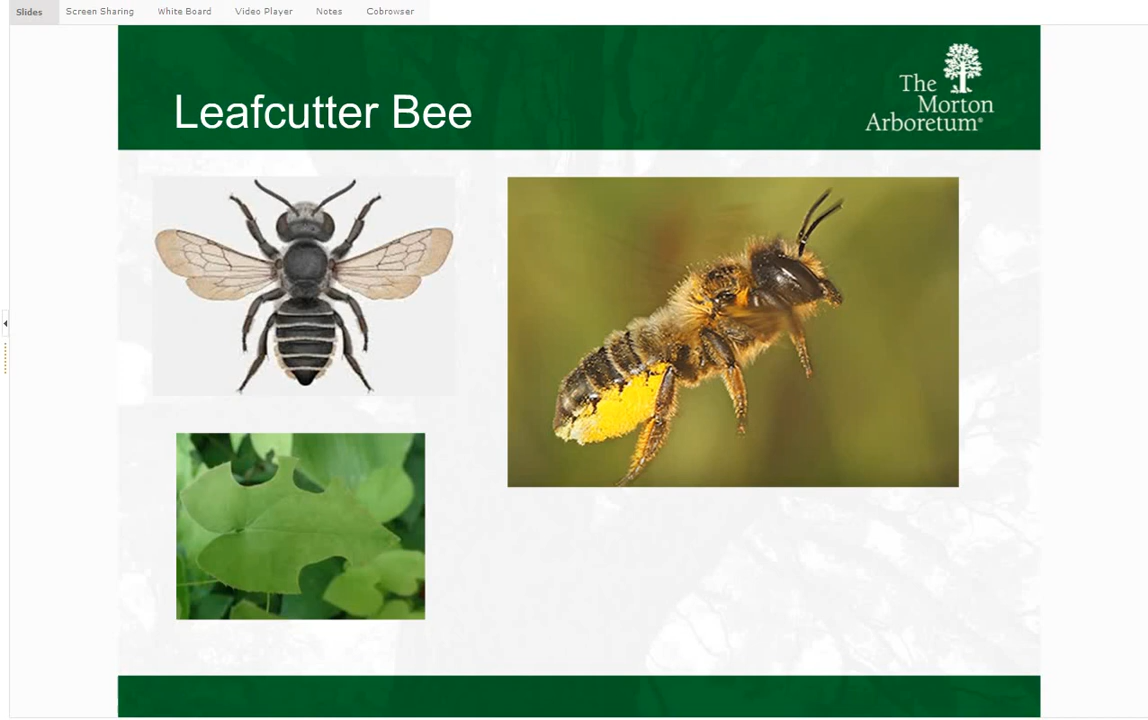 Slides Screen Sharing White Board Video Player Notes Cobrowser
Leafcutter Bee
The
Morton
Arboretum®